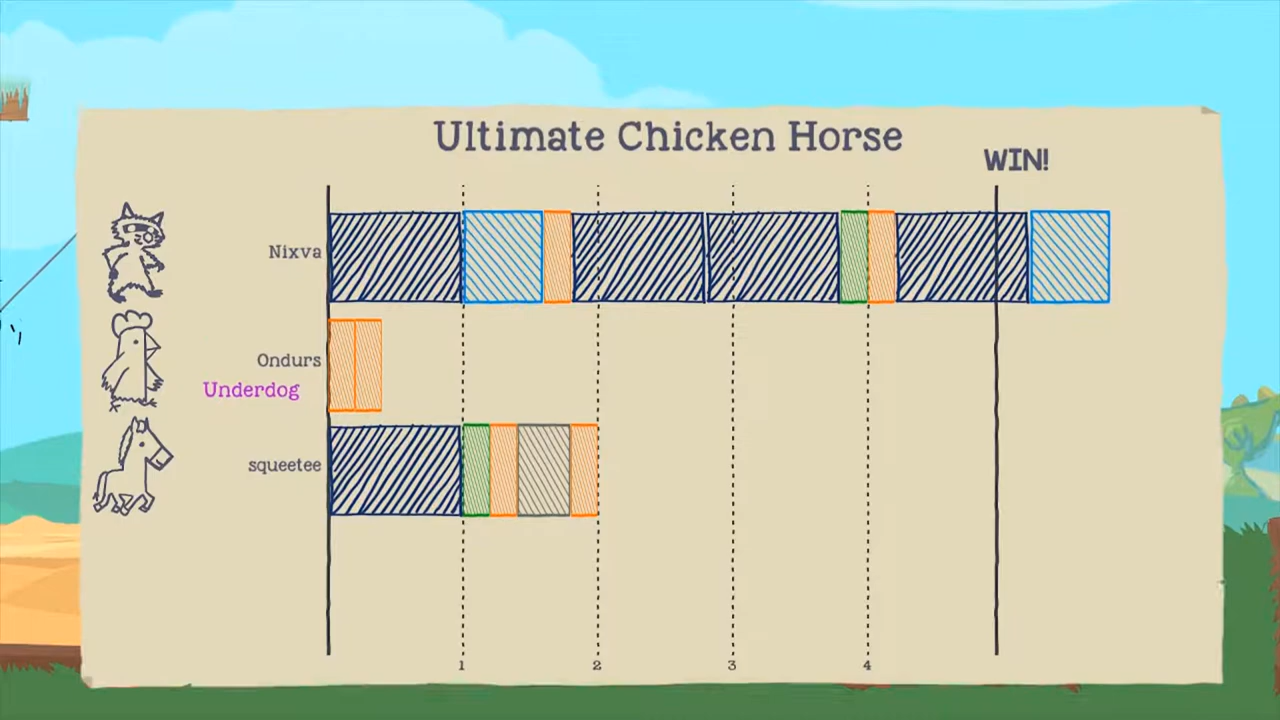 Ultimate Chicken Horse
WIN!
Nixva
Ondurs
Underdog
squeetee
1 2 3 4